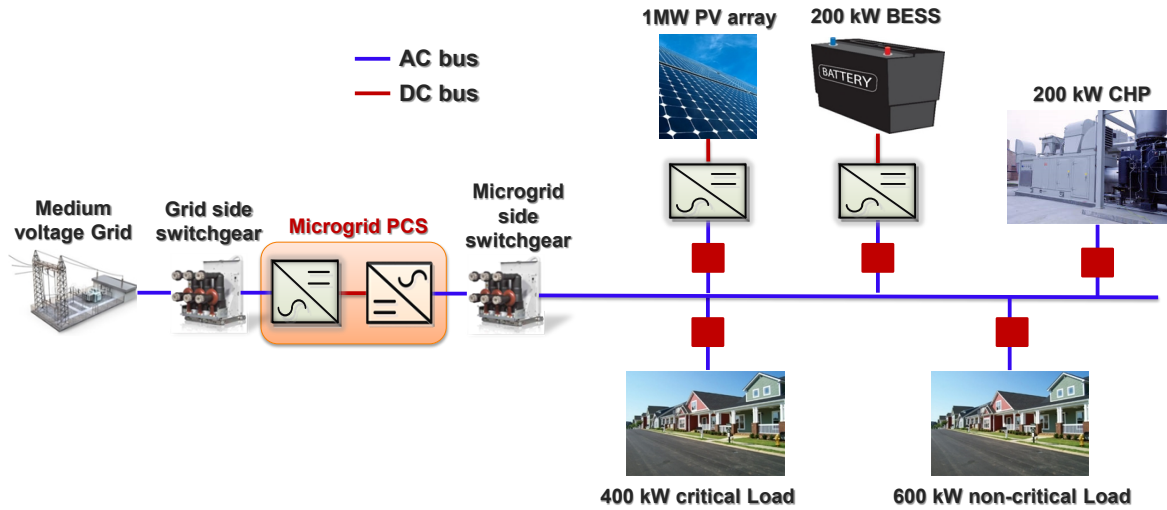 1MW PV array
200 kW BESS
AC bus
DC bus
BATTERY
200 kW CHP
Medium
voltage Grid
Grid side
switchgear
Microgrid PCS
Microgrid
side
switchgear
400 kW critical Load
600 kW non-critical Load